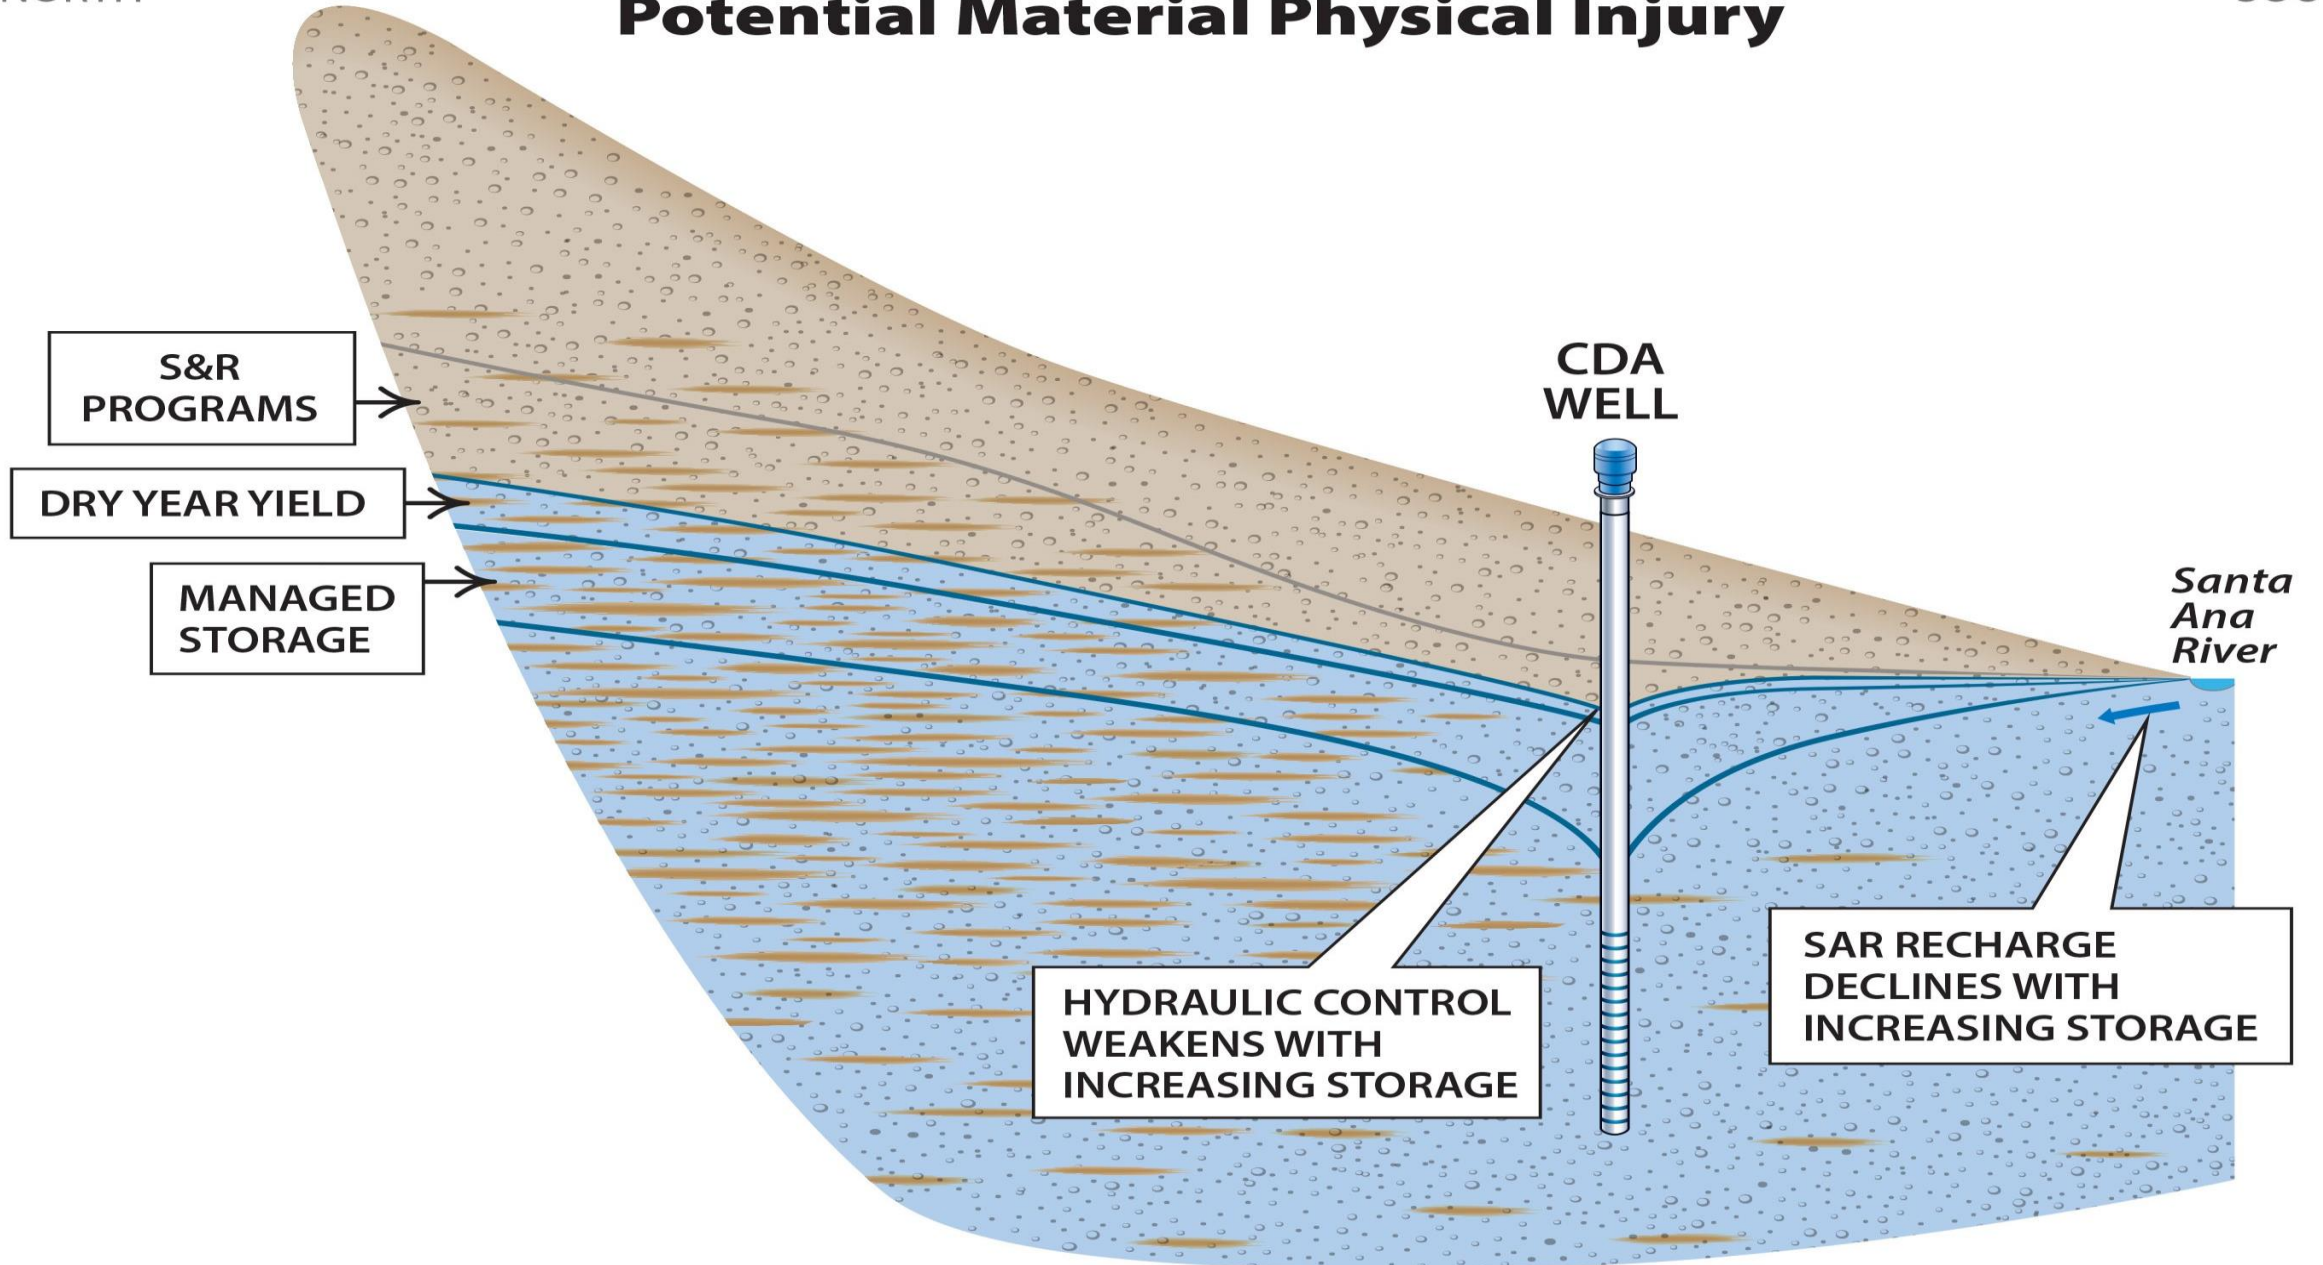 NORTH
Potential Material Physical Injury
S&R
PROGRAMS
DRY YEAR YIELD
MANAGED
STORAGE
CDA
WELL
Santa
Ana
River
HYDRAULIC CONTROL
WEAKENS WITH
INCREASING STORAGE
SAR RECHARGE
DECLINES WITH
INCREASING STORAGE